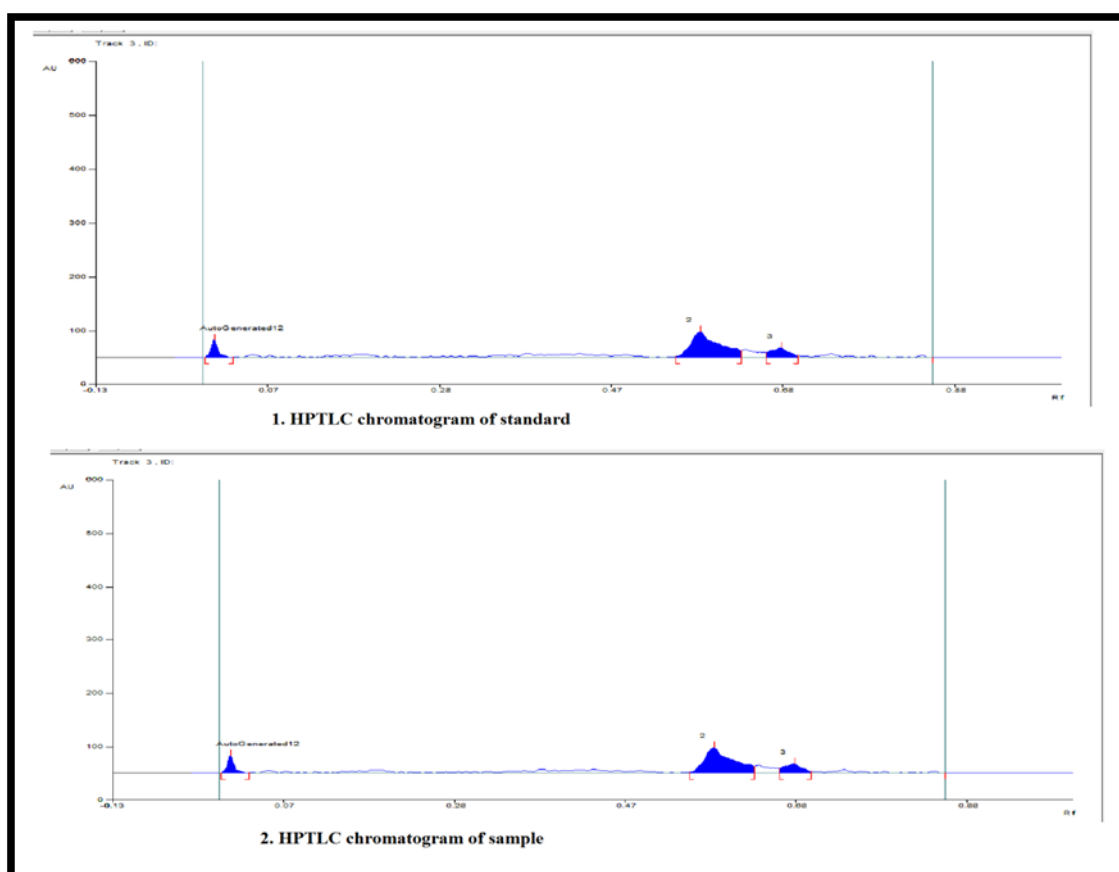 Track 3 , ID:
600
AU
500
400
300
200
2
100
AutoGenerated12
3
0
-0.13 0.07 0.28 0.47 0.68 0.88
Rf
1. HPTLC chromatogram of standard
Track 3 , ID:
600
AU
500
400
300
200
2
100
AutoGenerated12
3
0
-0.13 0.07 0.28 0.47 0.68 0.88
Rf
2. HPTLC chromatogram of sample